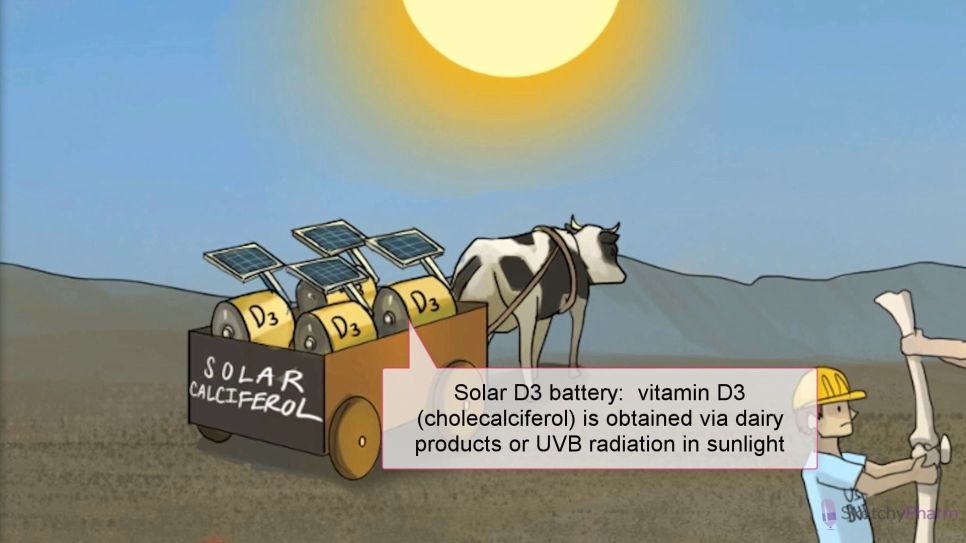 D3
D3
D3
SOLAR
CALCIFEROL
Solar D3 battery: vitamin D3
(cholecalciferol) is obtained via dairy
products or UVB radiation in sunlight
SketchyPharm